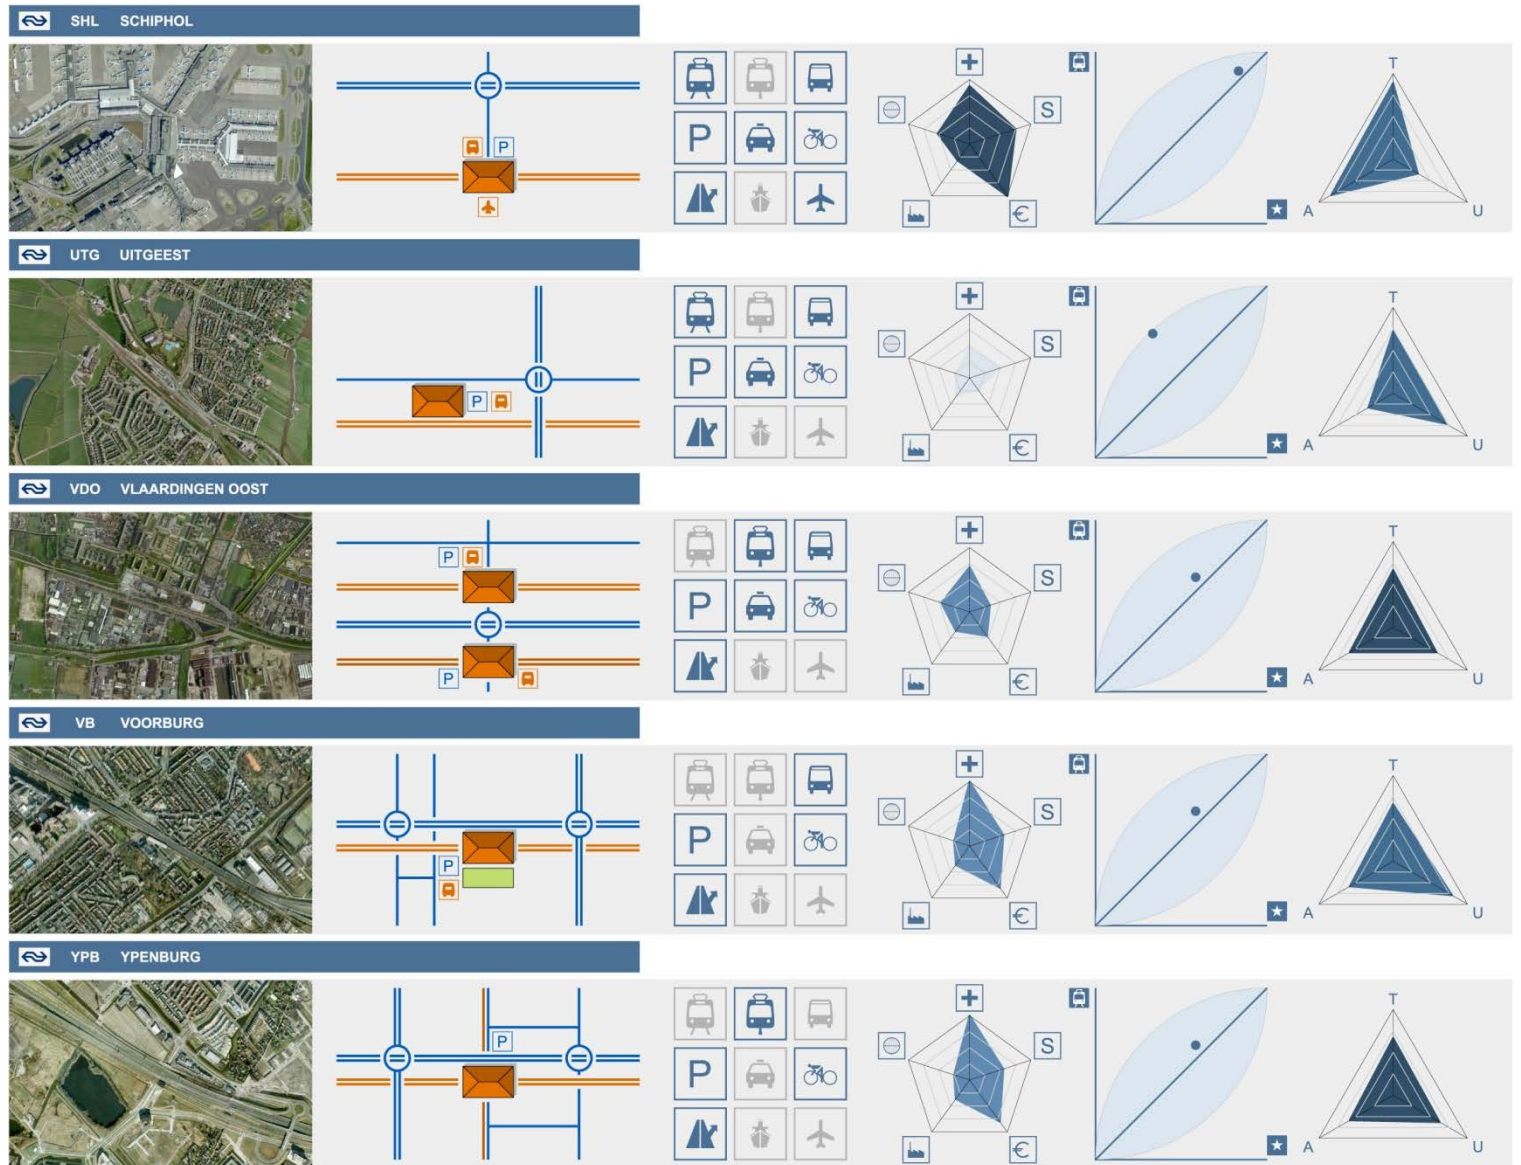 SHL SCHIPHOL
P
P
S
€
T
A
U
UTG UITGEEST
P
P
S
€
T
A
U
VDO VLAARDINGEN OOST
P
P
P
S
€
T
A
U
VB VOORBURG
P
P
S
€
T
A
U
YPB YPENBURG
P
P
S
€
T
A
U